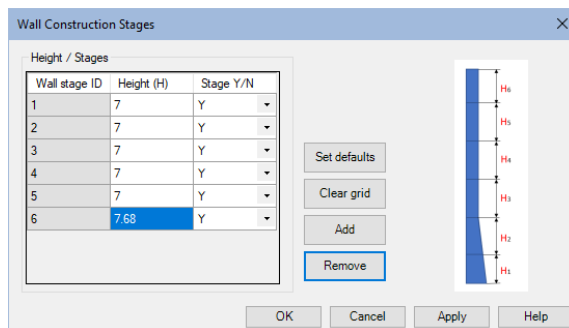 Wall Construction Stages
Height / Stages
Wall stage ID Height (H) Stage Y/N
1 7 Y
2 7 Y
3 7 Y
4 7 Y
5 7 Y
6 7.68 Y
Set defaults
Clear grid
Add
Remove
H6
H5
H4
H3
H2
H1
OK Cancel Apply Help